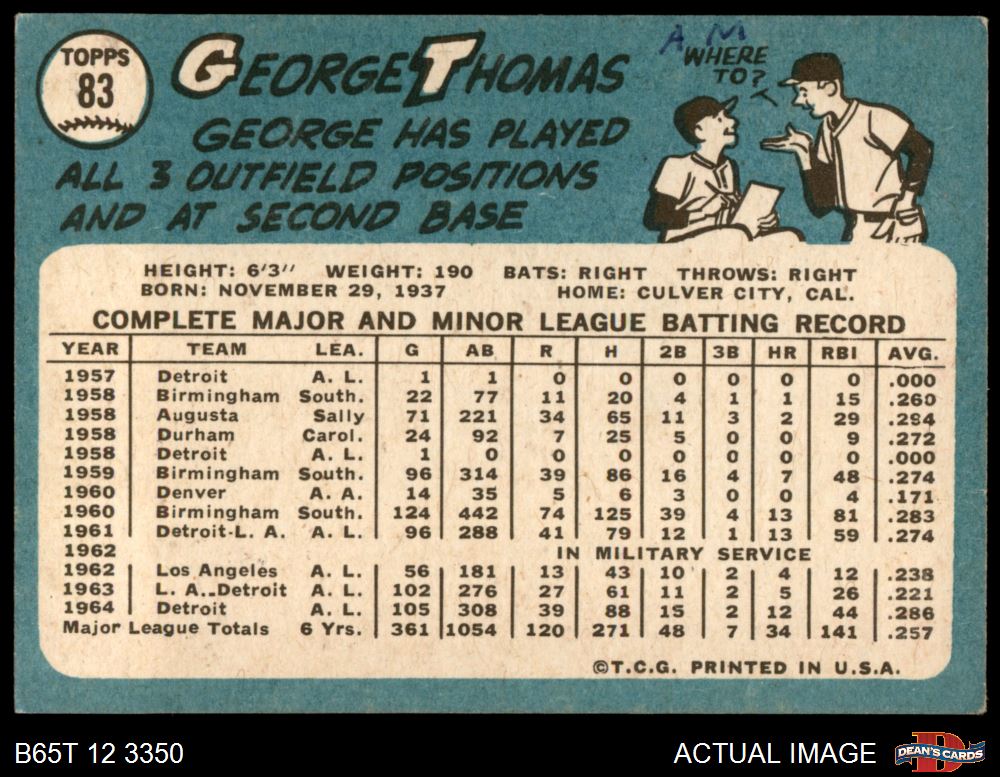 TOPPS
83
GEORGE THOMAS
A M
WHERE
TO?
GEORGE HAS PLAYED
ALL 3 OUTFIELD POSITIONS
AND AT SECOND BASE
HEIGHT: 6'3" WEIGHT: 190 BATS: RIGHT THROWS: RIGHT
BORN: NOVEMBER 29, 1937 HOME: CULVER CITY, CAL.
COMPLETE MAJOR AND MINOR LEAGUE BATTING RECORD
YEAR TEAM LEA. G AB R H 2B 3B HR RBI AVG.
1957 Detroit A. L. 1 1 0 0 0 0 0 0 .000
1958 Birmingham South. 22 77 11 20 4 1 1 15 .260
1958 Augusta Sally 71 221 34 65 11 3 2 29 .294
1958 Durham Carol. 24 92 7 25 5 0 0 9 .272
1958 Detroit A. L. 1 0 0 0 0 0 0 0 .000
1959 Birmingham South. 96 314 39 86 16 4 7 48 .274
1960 Denver A. A. 14 35 5 6 3 0 0 4 .171
1960 Birmingham South. 124 442 74 125 39 4 13 81 .283
1961 Detroit-L. A. A. L. 96 288 41 79 12 1 13 59 .274
1962 IN MILITARY SERVICE
1962 Los Angeles A. L. 56 181 13 43 10 2 4 12 .238
1963 L. A.-Detroit A. L. 102 276 27 61 11 2 5 26 .221
1964 Detroit A. L. 105 308 39 88 15 2 12 44 .286
Major League Totals 6 Yrs. 361 1054 120 271 48 7 34 141 .257
©T.C.G. PRINTED IN U.S.A.
B65T 12 3350
ACTUAL IMAGE
D
DEAN'S CARDS